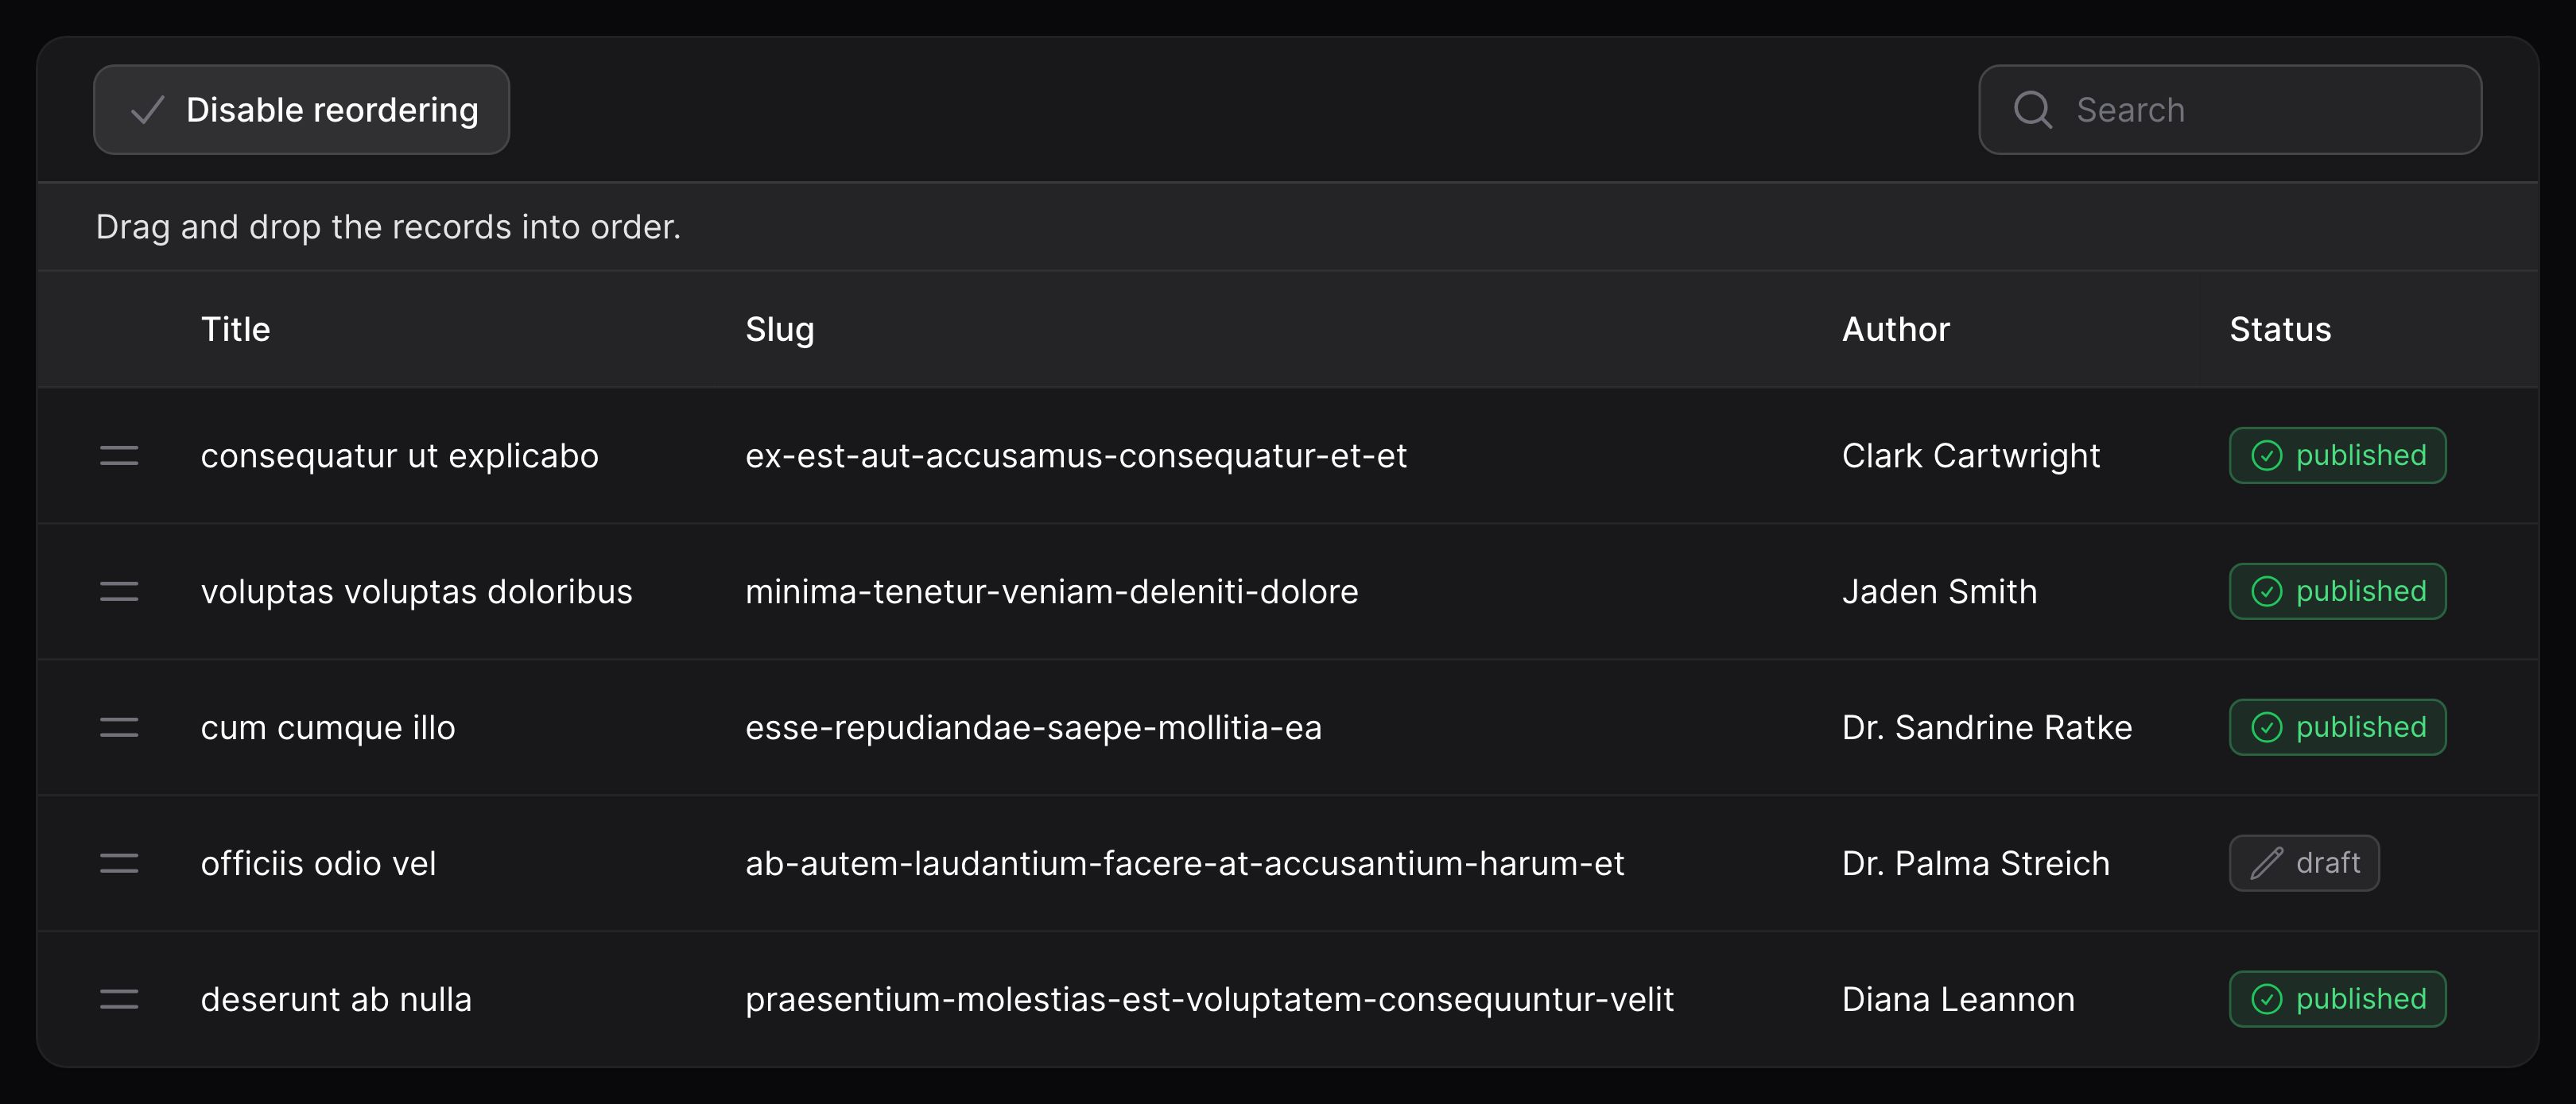 Disable reordering
Search
Drag and drop the records into order.
Title Slug Author Status
consequatur ut explicabo ex-est-aut-accusamus-consequatur-et-et Clark Cartwright published
voluptas voluptas doloribus minima-tenetur-veniam-deleniti-dolore Jaden Smith published
cum cumque illo esse-repudiandae-saepe-mollitia-ea Dr. Sandrine Ratke published
officiis odio vel ab-autem-laudantium-facere-at-accusantium-harum-et Dr. Palma Streich draft
deserunt ab nulla praesentium-molestias-est-voluptatem-consequuntur-velit Diana Leannon published